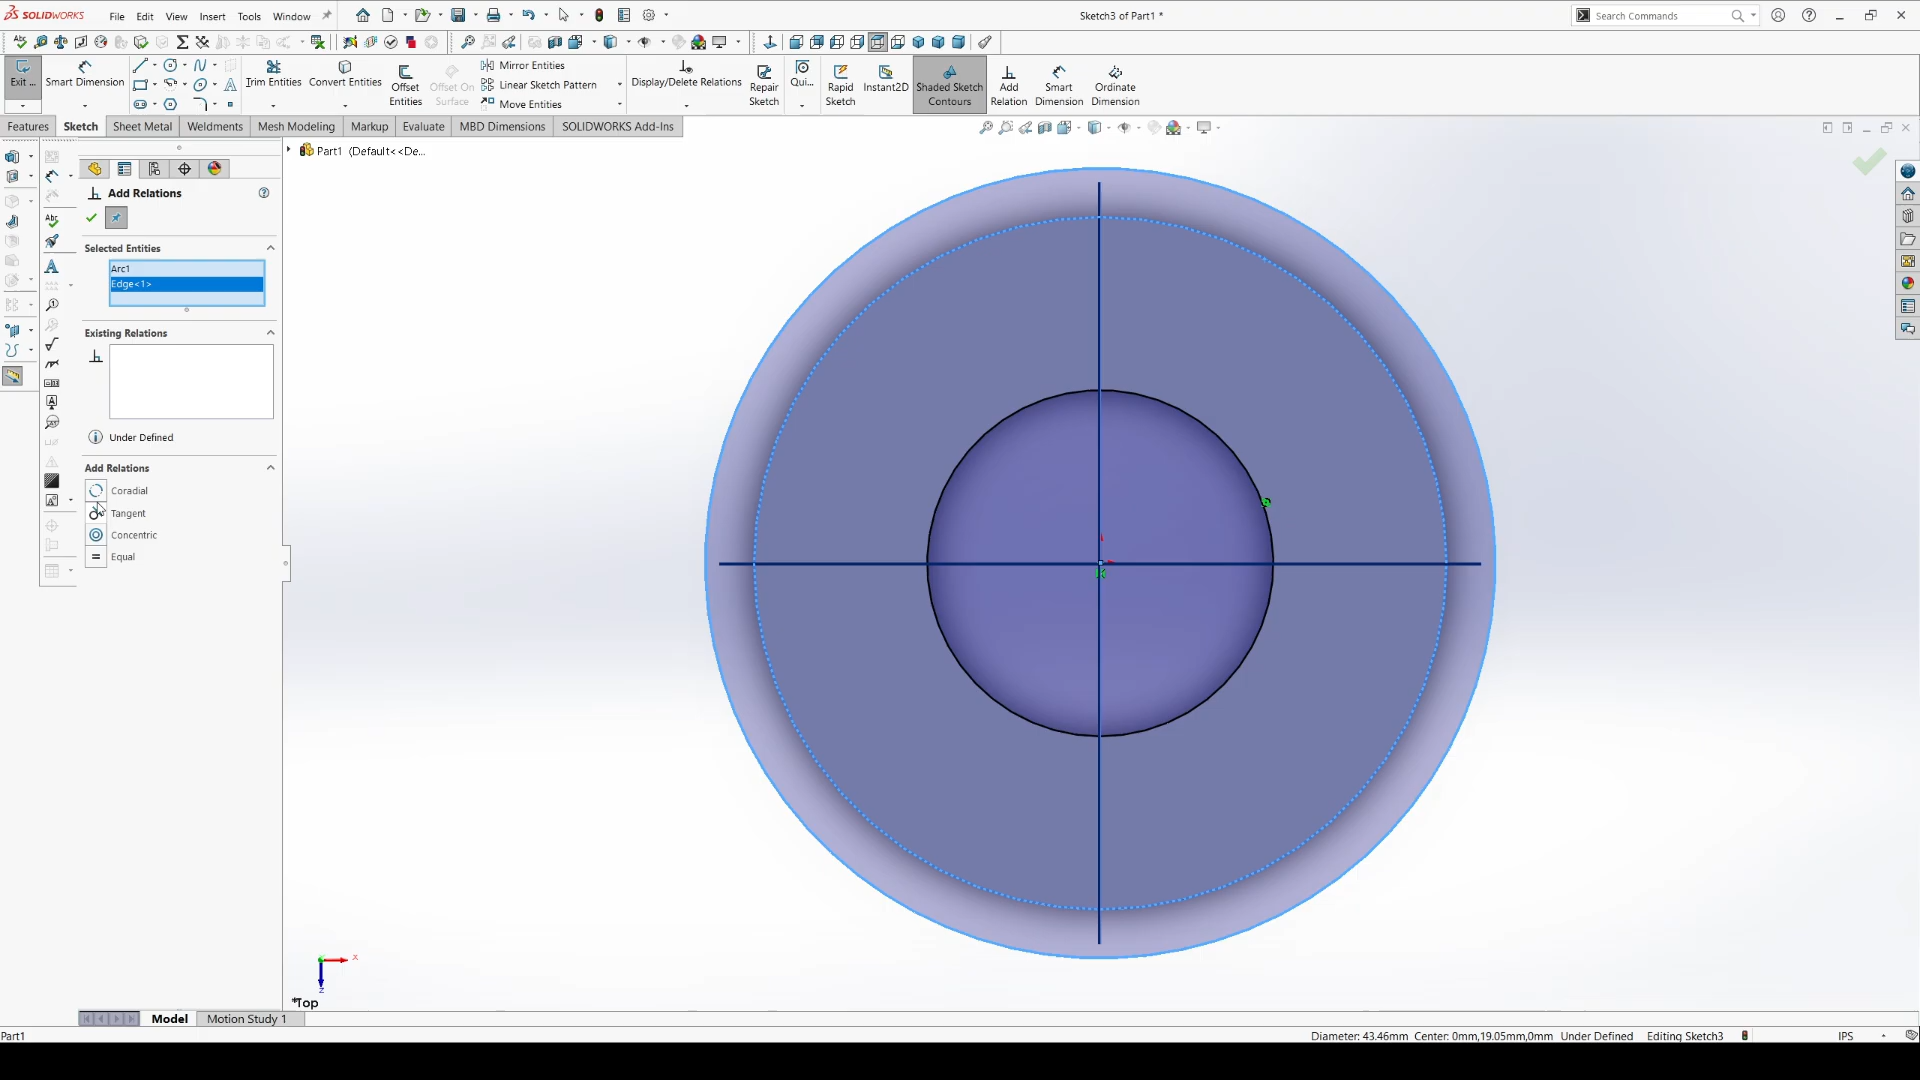 SOLIDWORKS
File
Edit
View
Insert
Tools
Window
Sketch3 of Part1 *
Search Commands
Exit ...
Smart Dimension
Trim Entities
Convert Entities
Offset Entities
Offset On Surface
Mirror Entities
Linear Sketch Pattern
Move Entities
Display/Delete Relations
Repair Sketch
Qui...
Rapid Sketch
Instant2D
Shaded Sketch Contours
Add Relation
Smart Dimension
Ordinate Dimension
Features
Sketch
Sheet Metal
Weldments
Mesh Modeling
Markup
Evaluate
MBD Dimensions
SOLIDWORKS Add-Ins
Part1 (Default<<De...
Add Relations
Selected Entities
Arc1
Edge<1>
Existing Relations
Under Defined
Add Relations
Coradial
Tangent
Concentric
Equal
X
Z
*Top
Model
Motion Study 1
Part1
Diameter: 43.46mm Center: 0mm,19.05mm,0mm Under Defined Editing Sketch3
IPS